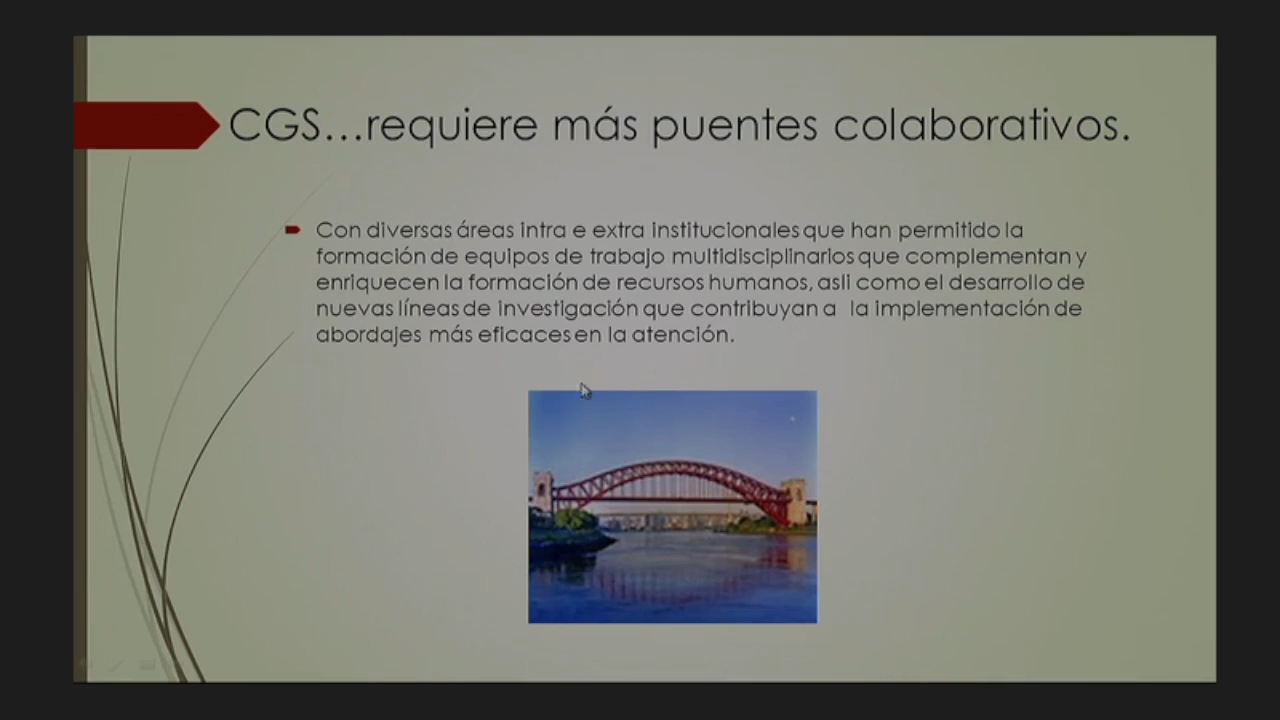 CGS...requiere más puentes colaborativos.
Con diversas áreas intra e extra institucionales que han permitido la
formación de equipos de trabajo multidisciplinarios que complementan y
enriquecen la formación de recursos humanos, asli como el desarrollo de
nuevas líneas de investigación que contribuyan a la implementación de
abordajes más eficaces en la atención.